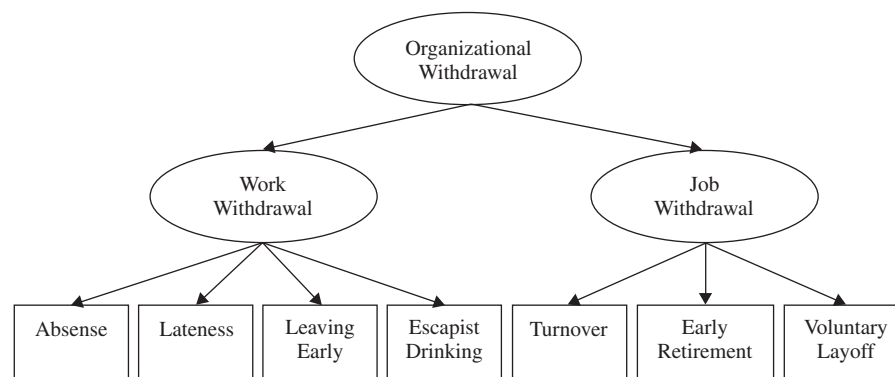 Organizational
Withdrawal
Work
Withdrawal
Job
Withdrawal
Absense
Lateness
Leaving
Early
Escapist
Drinking
Turnover
Early
Retirement
Voluntary
Layoff